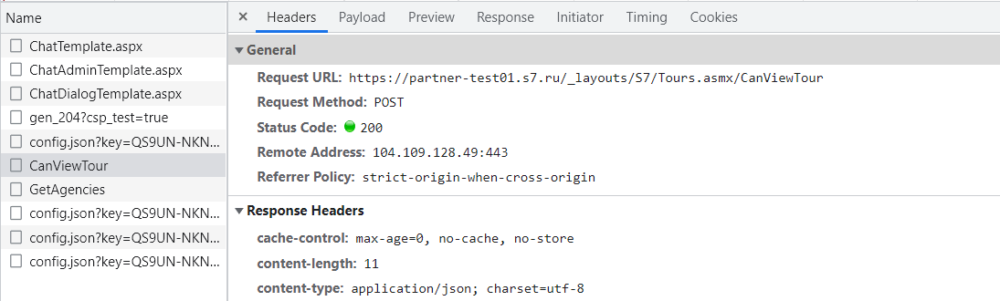 Name
ChatTemplate.aspx
ChatAdminTemplate.aspx
ChatDialogTemplate.aspx
gen_204?csp_test=true
config.json?key=QS9UN-NKN...
CanViewTour
GetAgencies
config.json?key=QS9UN-NKN...
config.json?key=QS9UN-NKN...
config.json?key=QS9UN-NKN...
× Headers Payload Preview Response Initiator Timing Cookies
▼ General
Request URL: https://partner-test01.s7.ru/_layouts/S7/Tours.asmx/CanViewTour
Request Method: POST
Status Code: 200
Remote Address: 104.109.128.49:443
Referrer Policy: strict-origin-when-cross-origin
▼ Response Headers
cache-control: max-age=0, no-cache, no-store
content-length: 11
content-type: application/json; charset=utf-8